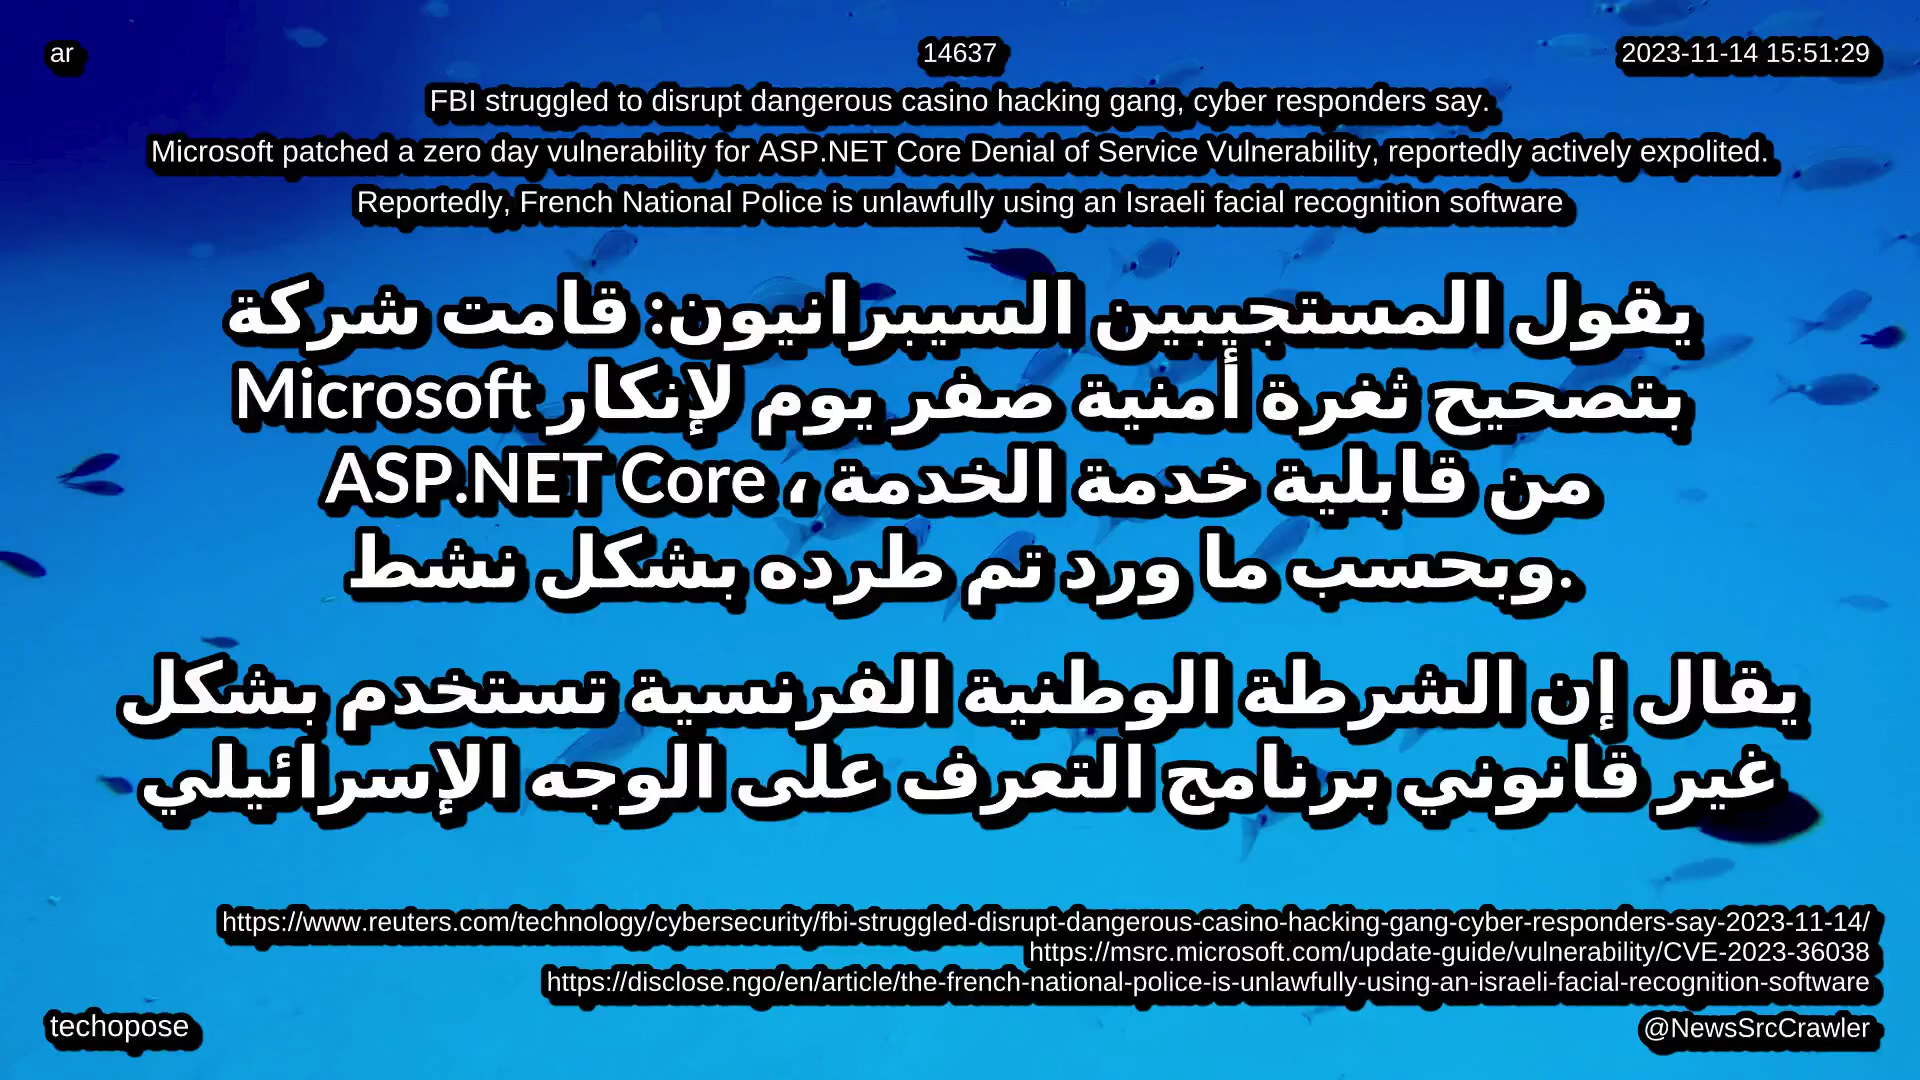 ar
14637
2023-11-14 15:51:29
FBI struggled to disrupt dangerous casino hacking gang, cyber responders say.
Microsoft patched a zero day vulnerability for ASP.NET Core Denial of Service Vulnerability, reportedly actively expolited.
Reportedly, French National Police is unlawfully using an Israeli facial recognition software
يقول المستجيبين السيبرانيون: قامت شركة
بتصحيح ثغرة أمنية صفر يوم لإنكار Microsoft
من قابلية خدمة الخدمة ، ASP.NET Core
.وبحسب ما ورد تم طرده بشكل نشط
يقال إن الشرطة الوطنية الفرنسية تستخدم بشكل
غير قانوني برنامج التعرف على الوجه الإسرائيلي
https://www.reuters.com/technology/cybersecurity/fbi-struggled-disrupt-dangerous-casino-hacking-gang-cyber-responders-say-2023-11-14/
https://msrc.microsoft.com/update-guide/vulnerability/CVE-2023-36038
https://disclose.ngo/en/article/the-french-national-police-is-unlawfully-using-an-israeli-facial-recognition-software
techopose
@NewsSrcCrawler